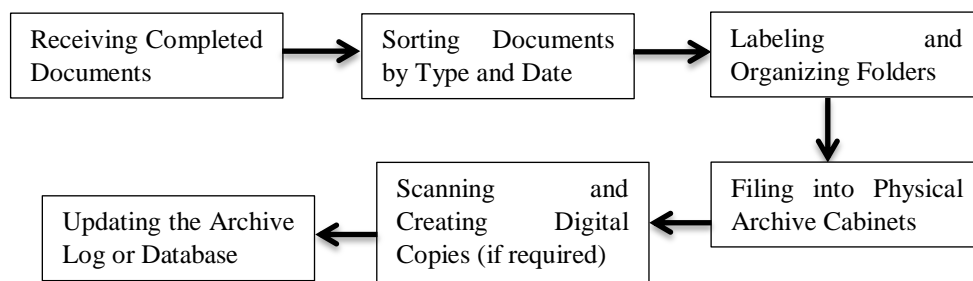 Receiving Completed
Documents
Sorting Documents
by Type and Date
Labeling and
Organizing Folders
Filing into Physical
Archive Cabinets
Scanning and
Creating Digital
Copies (if required)
Updating the Archive
Log or Database